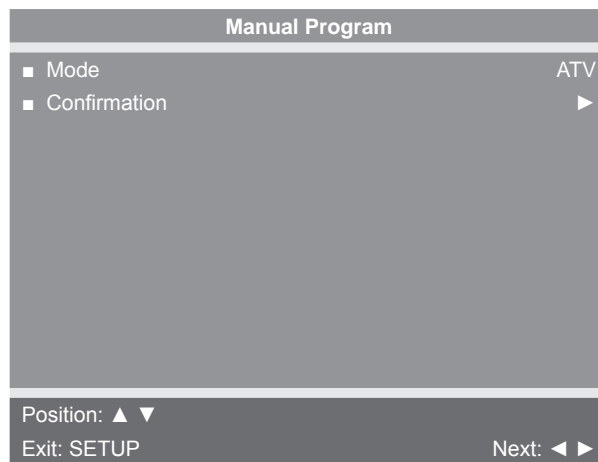 Manual Program
■ Mode ATV
■ Confirmation ►
Position: ▲ ▼
Exit: SETUP Next: ◄ ►